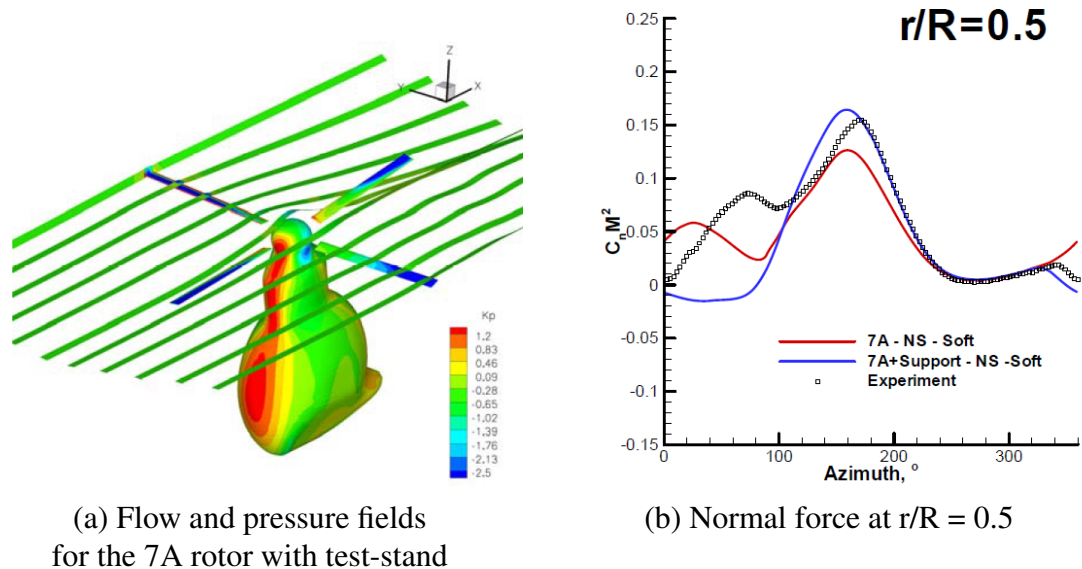 Z
Y
X
Kp
1.2
0.83
0.46
0.09
-0.28
-0.65
-1.02
-1.39
-1.76
-2.13
-2.5
(a) Flow and pressure fields
for the 7A rotor with test-stand
r/R=0.5
0.25
0.2
0.15
0.1
0.05
0
-0.05
-0.1
-0.15
CnM²
7A - NS - Soft
7A+Support - NS -Soft
Experiment
0
100
200
300
Azimuth, °
(b) Normal force at r/R = 0.5